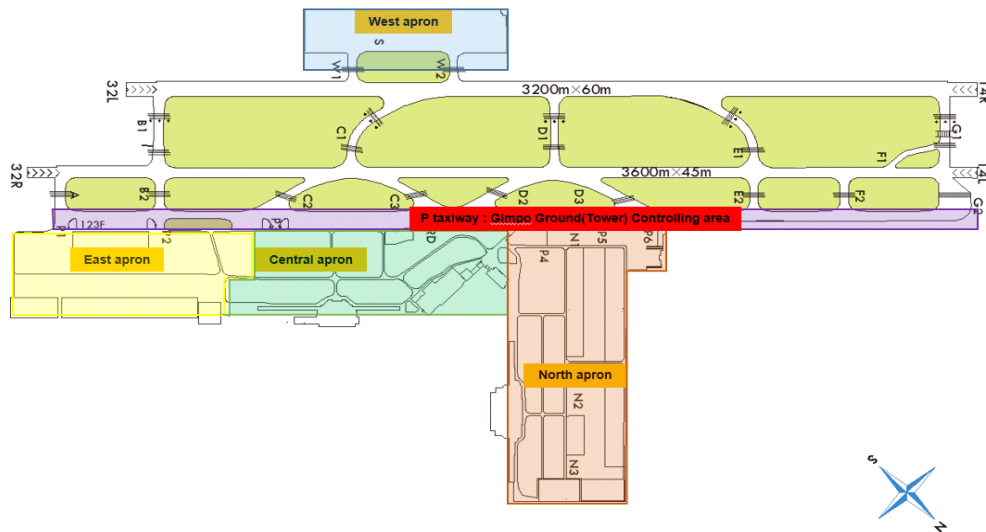 West apron
S
W1
W2
32L
3200m×60m
14R
B1
C1
D1
E1
F1
G1
I
32R
3600m×45m
14L
A
B2
C2
C3
D2
D3
E2
F2
G2
P taxiway : Gimpo Ground(Tower) Controlling area
123F
P1
P2
RD
N1
P5
P6
P4
East apron
Central apron
North apron
N2
N3
S
N